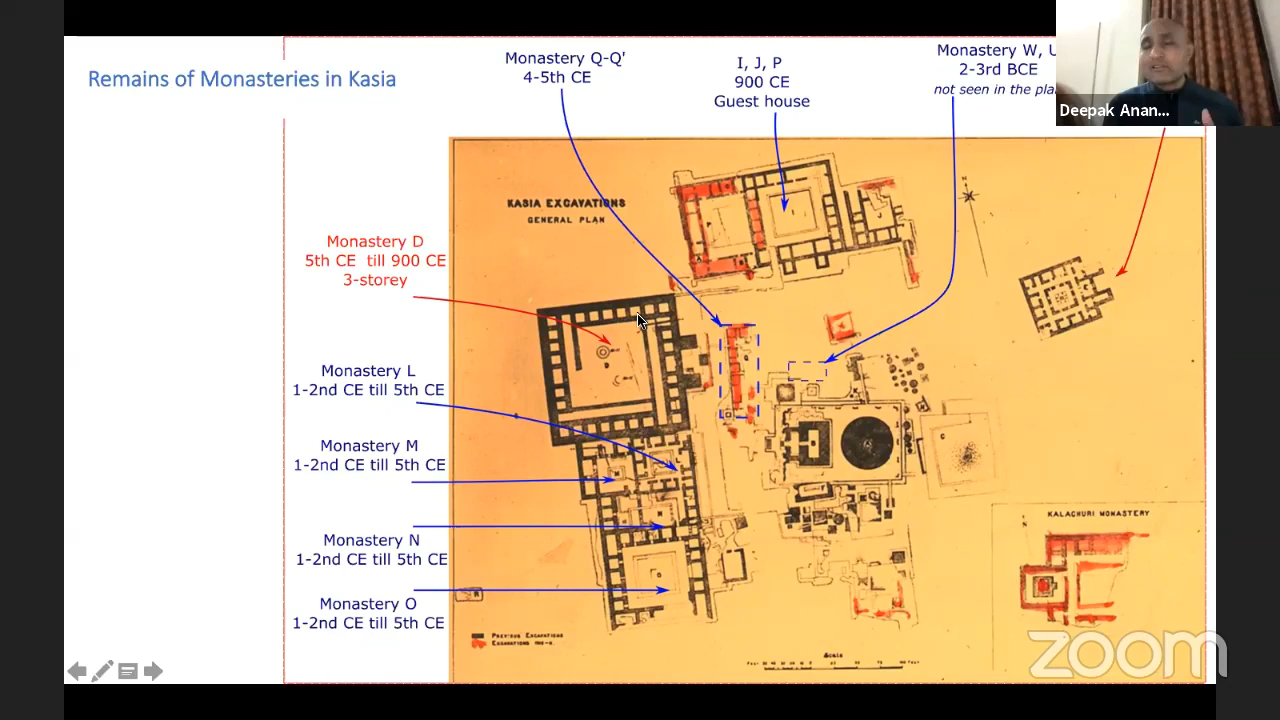 Remains of Monasteries in Kasia
Monastery Q-Q'
4-5th CE
I, J, P
900 CE
Guest house
Monastery W, U
2-3rd BCE
not seen in the pla
Deepak Anan...
KASIA EXCAVATIONS
GENERAL PLAN
Monastery D
5th CE till 900 CE
3-storey
Monastery L
1-2nd CE till 5th CE
Monastery M
1-2nd CE till 5th CE
Monastery N
1-2nd CE till 5th CE
Monastery O
1-2nd CE till 5th CE
KALACHURI MONASTERY
PREVIOUS EXCAVATIONS
EXCAVATIONS
Scale
zoom